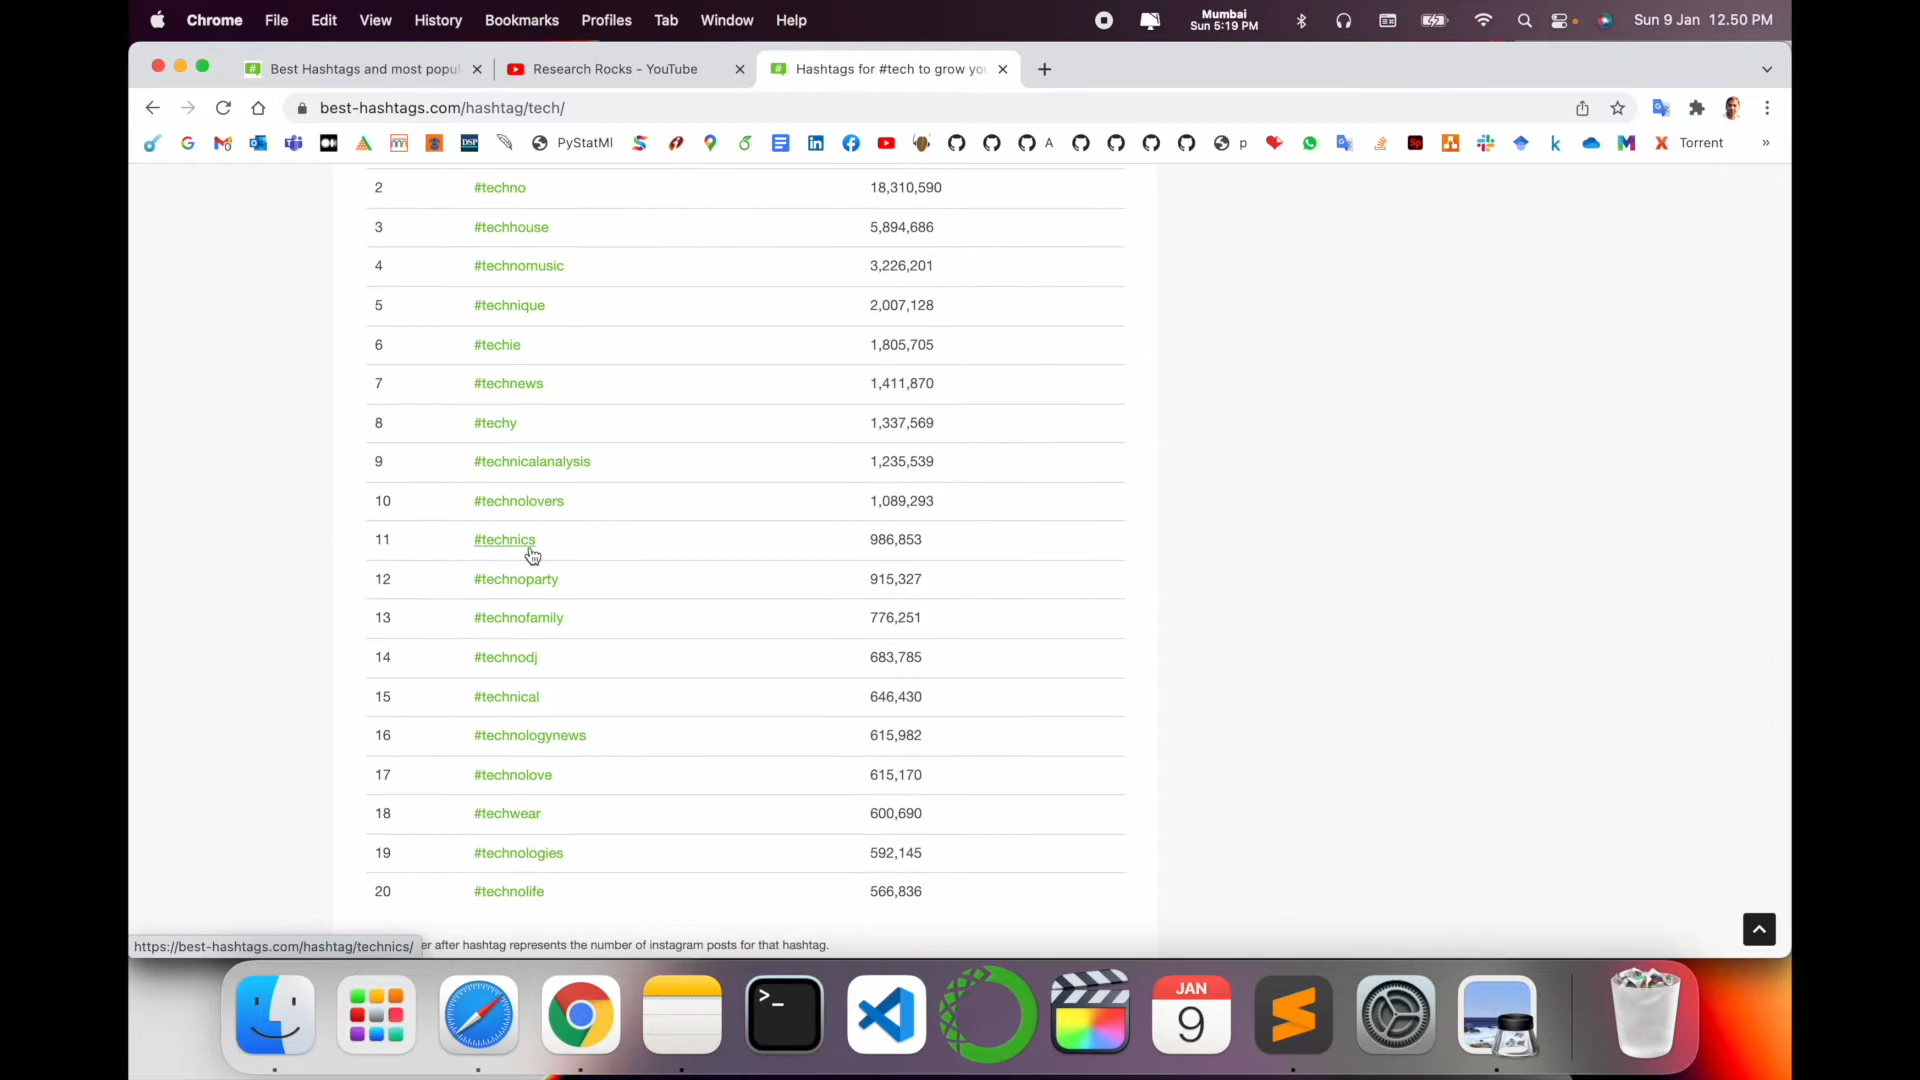 Chrome File Edit View History Bookmarks Profiles Tab Window Help Mumbai Sun 5:19 PM Sun 9 Jan 12.50 PM
Best Hashtags and most popul Research Rocks - YouTube Hashtags for #tech to grow yo
best-hashtags.com/hashtag/tech/
DSP PyStatMl A p Sp k X Torrent »
2 #techno 18,310,590
3 #techhouse 5,894,686
4 #technomusic 3,226,201
5 #technique 2,007,128
6 #techie 1,805,705
7 #technews 1,411,870
8 #techy 1,337,569
9 #technicalanalysis 1,235,539
10 #technolovers 1,089,293
11 #technics 986,853
12 #technoparty 915,327
13 #technofamily 776,251
14 #technodj 683,785
15 #technical 646,430
16 #technologynews 615,982
17 #technolove 615,170
18 #techwear 600,690
19 #technologies 592,145
20 #technolife 566,836
https://best-hashtags.com/hashtag/technics/ er after hashtag represents the number of instagram posts for that hashtag.
JAN
9